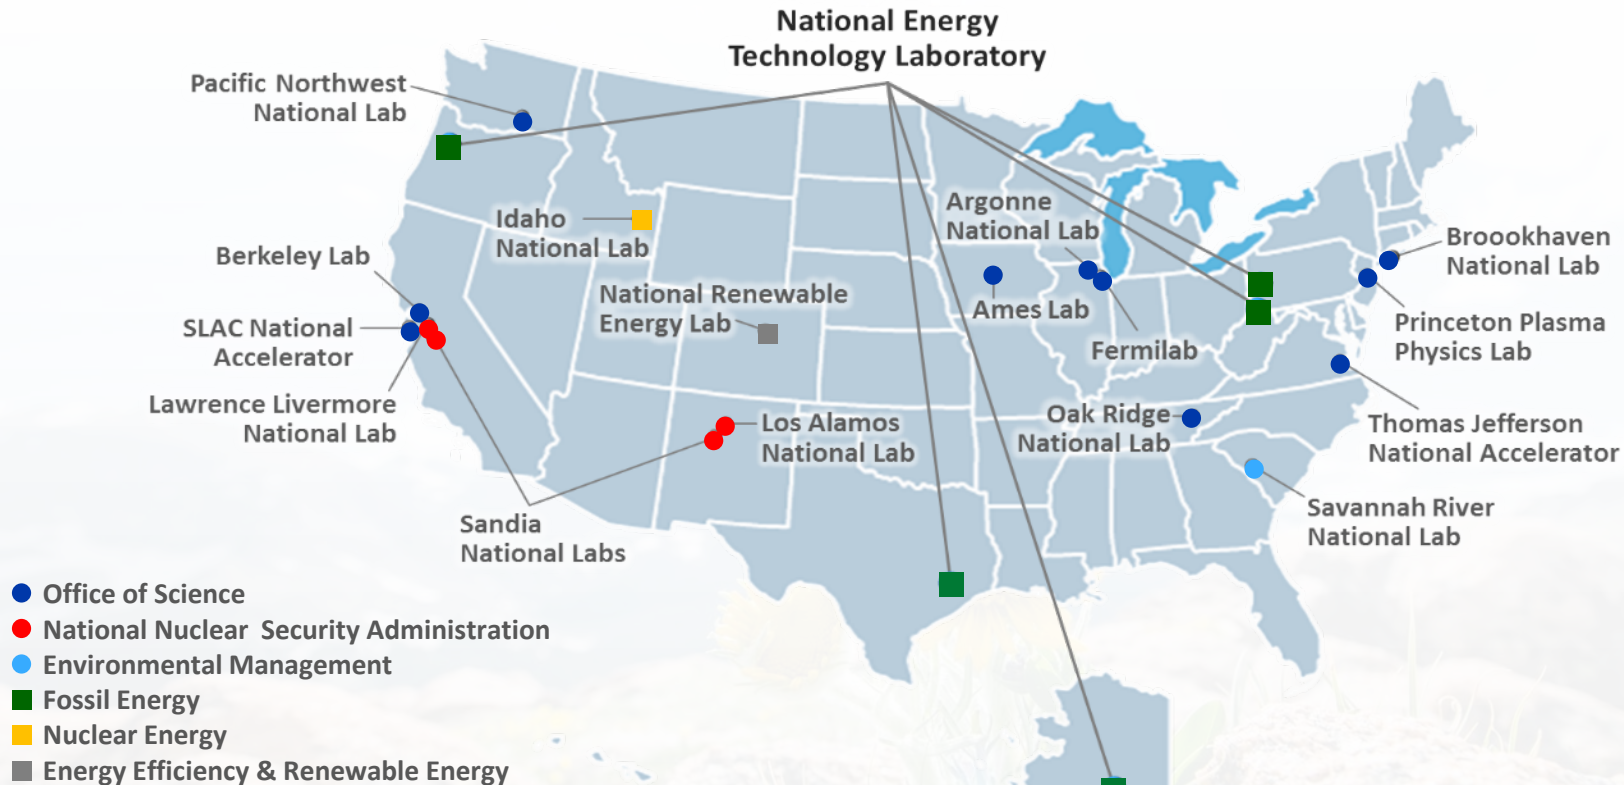 National Energy
Technology Laboratory
Pacific Northwest
National Lab
Idaho
National Lab
Argonne
National Lab
Broookhaven
National Lab
Berkeley Lab
National Renewable
Energy Lab
Ames Lab
SLAC National
Accelerator
Fermilab
Princeton Plasma
Physics Lab
Lawrence Livermore
National Lab
Los Alamos
National Lab
Oak Ridge
National Lab
Thomas Jefferson
National Accelerator
Sandia
National Labs
Savannah River
National Lab
Office of Science
National Nuclear  Security Administration
Environmental Management
Fossil Energy
Nuclear Energy
Energy Efficiency & Renewable Energy